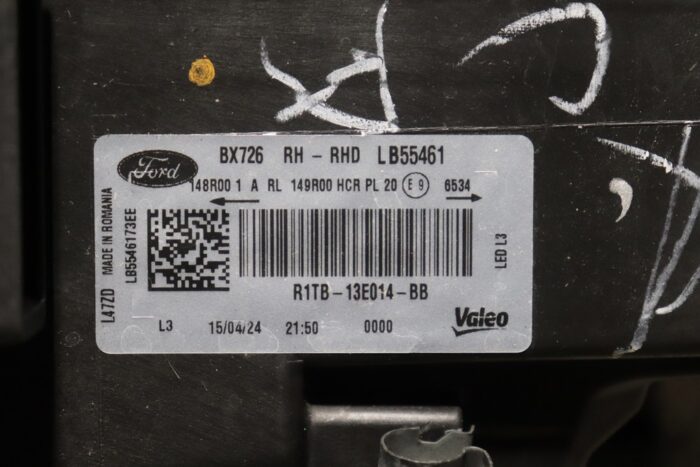 Ford
BX726 RH - RHD LB55461
148R00 1 A RL 149R00 HCR PL 20 E9 6534
L47ZD MADE IN ROMANIA
LB5546173EE
LED L3
R1TB-13E014-BB
L3 15/04/24 21:50 0000
Valeo